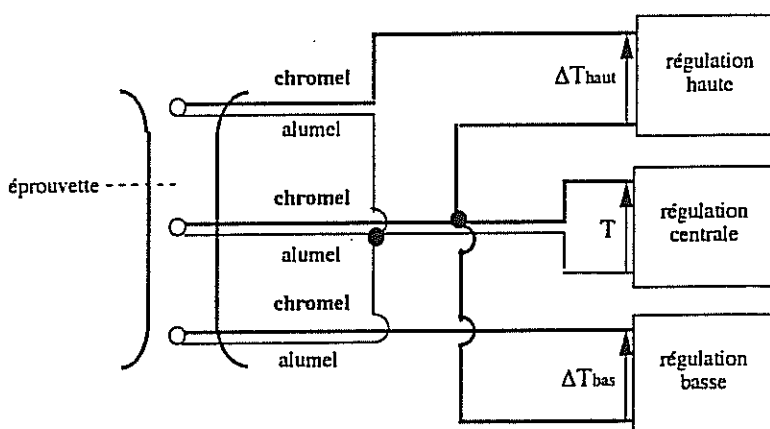 chromel
alumel
éprouvette
chromel
alumel
chromel
alumel
ΔThaut
régulation
haute
T
régulation
centrale
ΔTbas
régulation
basse